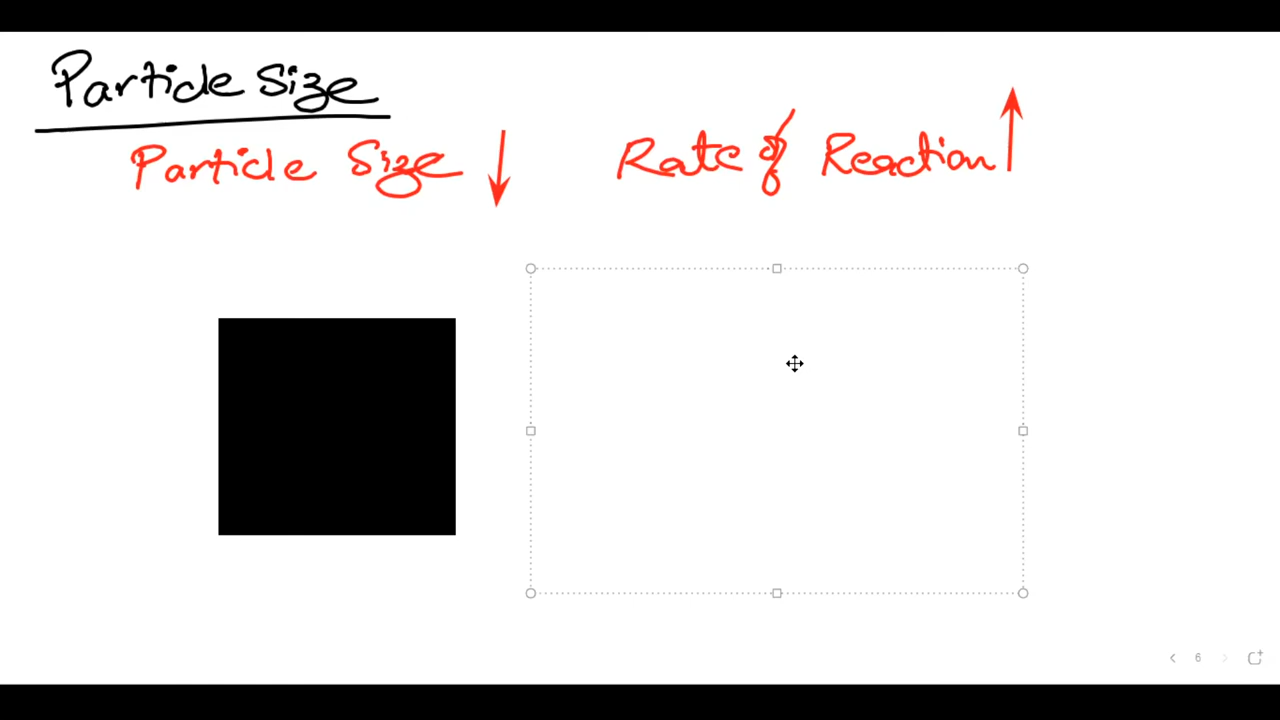 Particle Size
Particle Size ↓ Rate of Reaction ↑
6